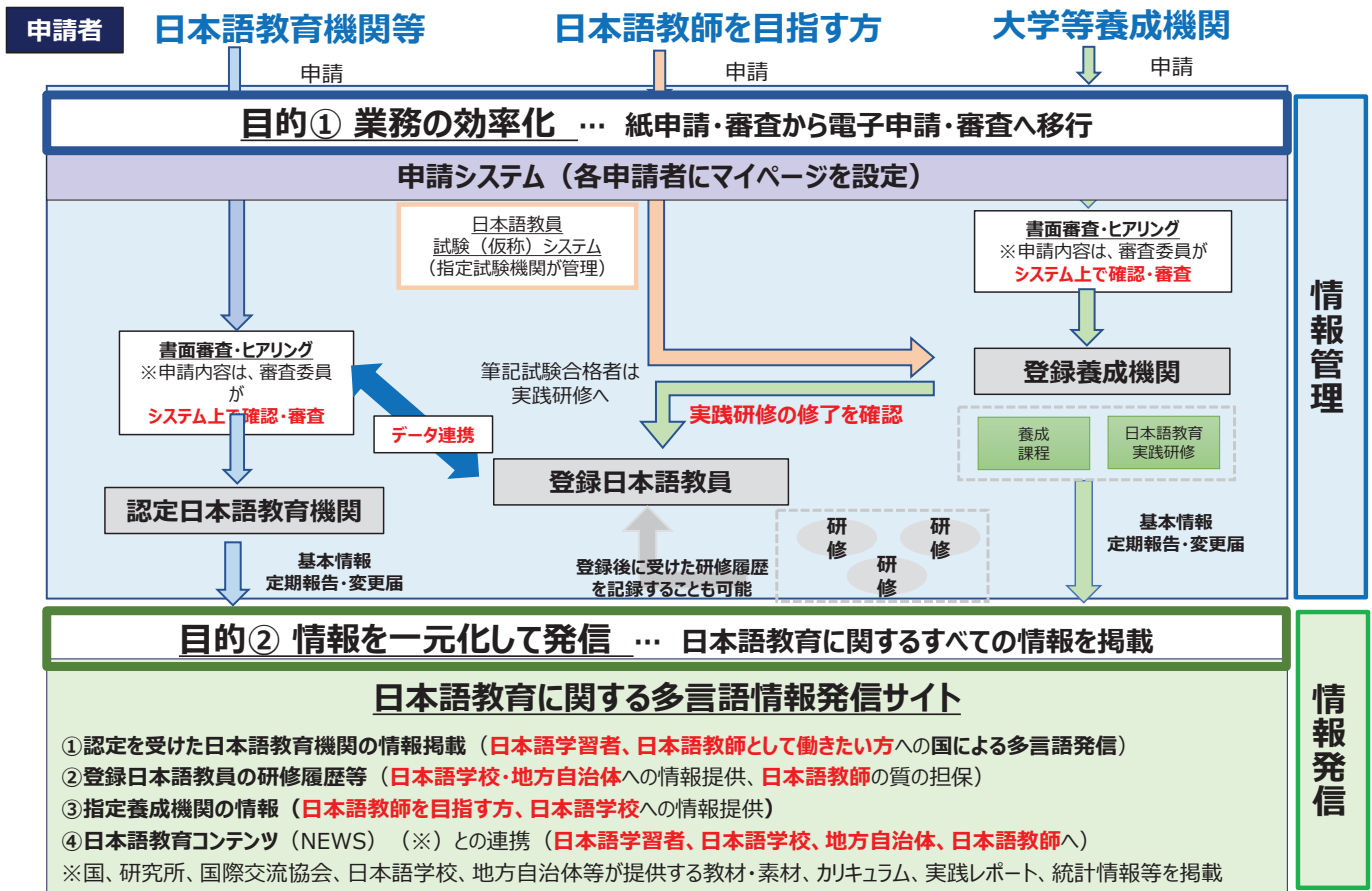 申請者
日本語教育機関等
日本語教師を目指す方
大学等養成機関
申請
申請
申請
目的① 業務の効率化 … 紙申請・審査から電子申請・審査へ移行
申請システム（各申請者にマイページを設定）
日本語教員
試験（仮称）システム
（指定試験機関が管理）
書面審査・ヒアリング
※申請内容は、審査委員が
システム上で確認・審査
情報管理
書面審査・ヒアリング
※申請内容は、審査委員
が
システム上で確認・審査
データ連携
筆記試験合格者は
実践研修へ
実践研修の修了を確認
登録養成機関
養成
課程
日本語教育
実践研修
登録日本語教員
認定日本語教育機関
基本情報
定期報告・変更届
登録後に受けた研修履歴
を記録することも可能
研
修
研
修
研
修
基本情報
定期報告・変更届
目的② 情報を一元化して発信 … 日本語教育に関するすべての情報を掲載
日本語教育に関する多言語情報発信サイト
①認定を受けた日本語教育機関の情報掲載（日本語学習者、日本語教師として働きたい方への国による多言語発信）
②登録日本語教員の研修履歴等（日本語学校・地方自治体への情報提供、日本語教師の質の担保）
③指定養成機関の情報（日本語教師を目指す方、日本語学校への情報提供）
④日本語教育コンテンツ（NEWS）（※）との連携（日本語学習者、日本語学校、地方自治体、日本語教師へ）
※国、研究所、国際交流協会、日本語学校、地方自治体等が提供する教材・素材、カリキュラム、実践レポート、統計情報等を掲載
情報発信